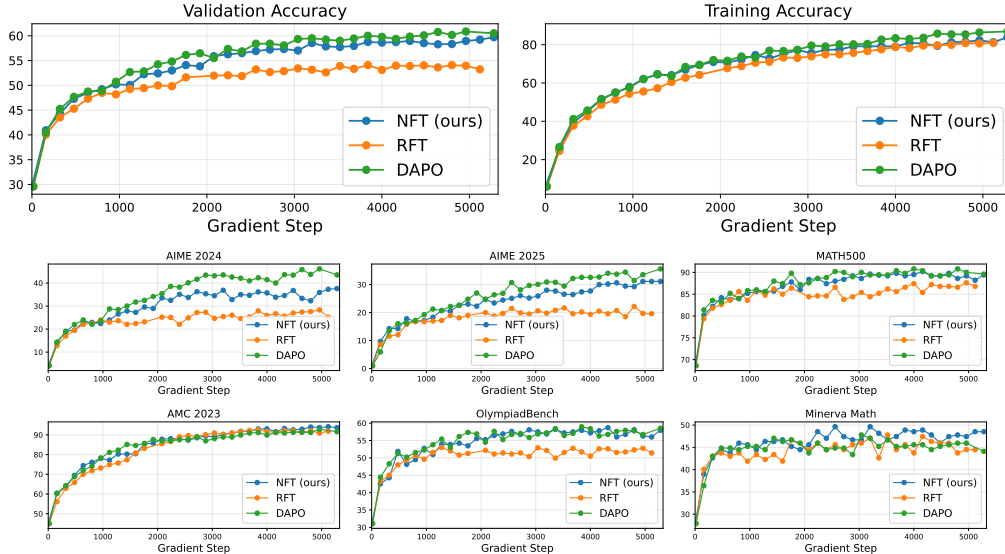 Validation Accuracy
60
55
50
45
40
35
30
0 1000 2000 3000 4000 5000
Gradient Step
NFT (ours)
RFT
DAPO
Training Accuracy
80
60
40
20
0 1000 2000 3000 4000 5000
Gradient Step
NFT (ours)
RFT
DAPO
AIME 2024
40
30
20
10
0 1000 2000 3000 4000 5000
Gradient Step
NFT (ours)
RFT
DAPO
AIME 2025
30
20
10
0
0 1000 2000 3000 4000 5000
Gradient Step
NFT (ours)
RFT
DAPO
MATH500
90
85
80
75
70
0 1000 2000 3000 4000 5000
Gradient Step
NFT (ours)
RFT
DAPO
AMC 2023
90
80
70
60
50
0 1000 2000 3000 4000 5000
Gradient Step
NFT (ours)
RFT
DAPO
OlympiadBench
60
55
50
45
40
35
30
0 1000 2000 3000 4000 5000
Gradient Step
NFT (ours)
RFT
DAPO
Minerva Math
50
45
40
35
30
0 1000 2000 3000 4000 5000
Gradient Step
NFT (ours)
RFT
DAPO